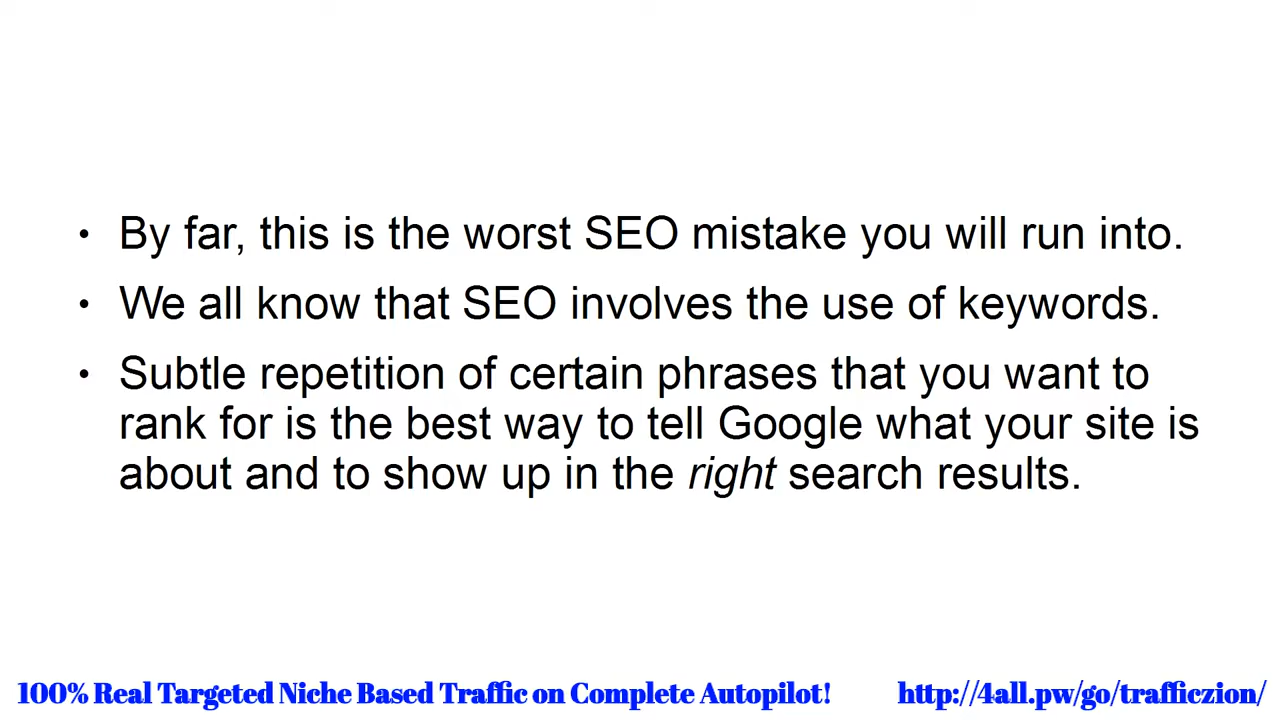 • By far, this is the worst SEO mistake you will run into.
• We all know that SEO involves the use of keywords.
• Subtle repetition of certain phrases that you want to
rank for is the best way to tell Google what your site is
about and to show up in the right search results.
100% Real Targeted Niche Based Traffic on Complete Autopilot! http://4all.pw/go/trafficzion/